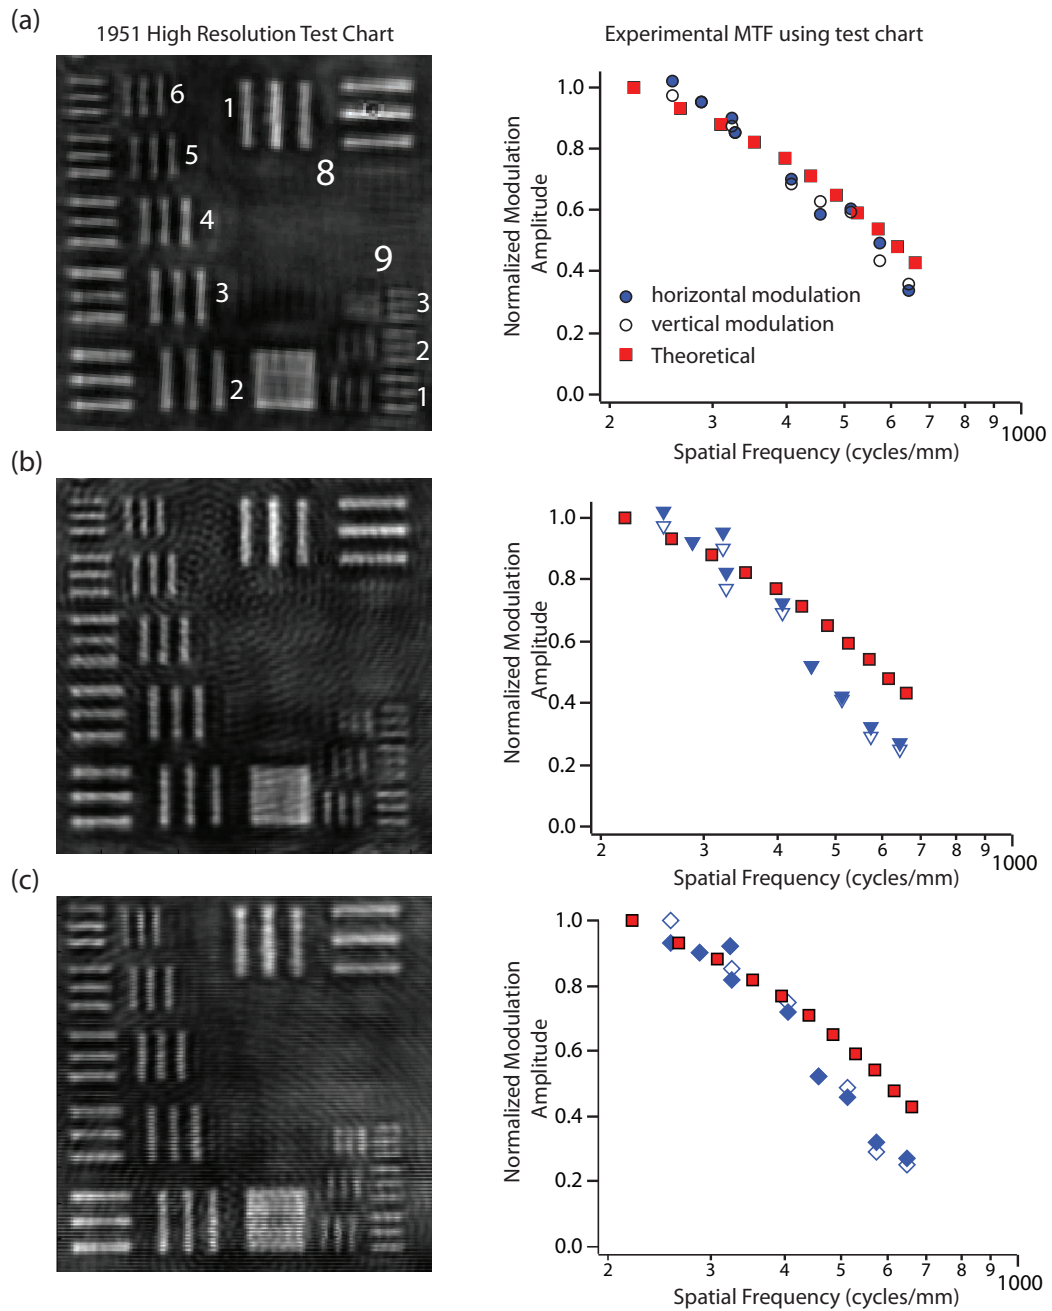 (a)
1951 High Resolution Test Chart
Experimental MTF using test chart
6
1
5
8
4
9
3
3
2
2
1
Normalized Modulation
Amplitude
1.0
0.8
0.6
0.4
0.2
0.0
horizontal modulation
vertical modulation
Theoretical
2 3 4 5 6 7 8 9 1000
Spatial Frequency (cycles/mm)
(b)
Normalized Modulation
Amplitude
1.0
0.8
0.6
0.4
0.2
0.0
2 3 4 5 6 7 8 9 1000
Spatial Frequency (cycles/mm)
(c)
Normalized Modulation
Amplitude
1.0
0.8
0.6
0.4
0.2
0.0
2 3 4 5 6 7 8 9 1000
Spatial Frequency (cycles/mm)